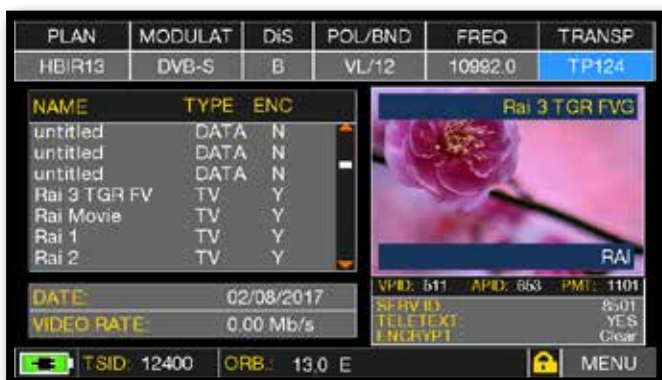 PLAN MODULAT DiS POL/BND FREQ TRANSP
HBIR13 DVB-S B VL/12 10992.0 TP124
NAME TYPE ENC
untitled DATA N
untitled DATA N
untitled DATA N
Rai 3 TGR FV TV Y
Rai Movie TV Y
Rai 1 TV Y
Rai 2 TV Y
Rai 3 TGR FVG
RAI
VPID: 511 APID: 653 PMT: 1101
SERV ID: 8501
TELETEXT: YES
ENCRYPT: Clear
DATE: 02/08/2017
VIDEO RATE: 0.00 Mb/s
TSID: 12400 ORB.: 13.0 E MENU